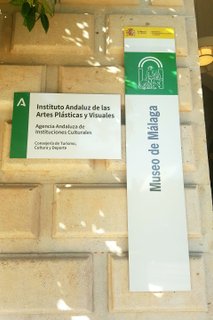 A
Instituto Andaluz de las
Artes Plásticas y Visuales
Agencia Andaluza de
Instituciones Culturales
Consejería de Turismo,
Cultura y Deporte
Museo de Málaga